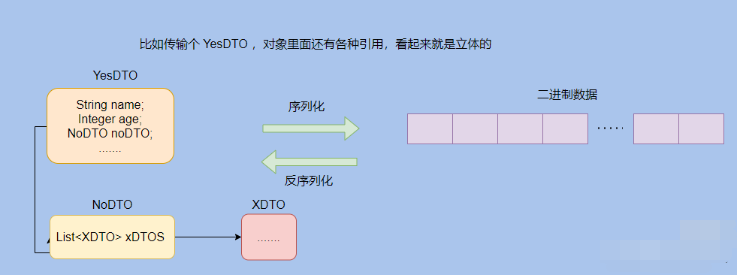 比如传输个 YesDTO ，对象里面还有各种引用，看起来就是立体的
YesDTO
String name;
Integer age;
NoDTO noDTO;
.......
序列化
反序列化
二进制数据
.....
NoDTO
List<XDTO> xDTOS
XDTO
.......